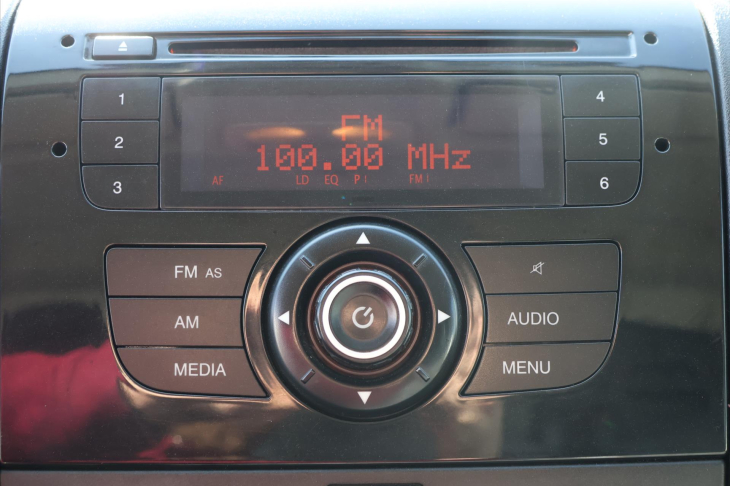 1
2
3
FM
100.00 MHz
AF LD EQ P I FM I
4
5
6
FM AS
AM
MEDIA
AUDIO
MENU